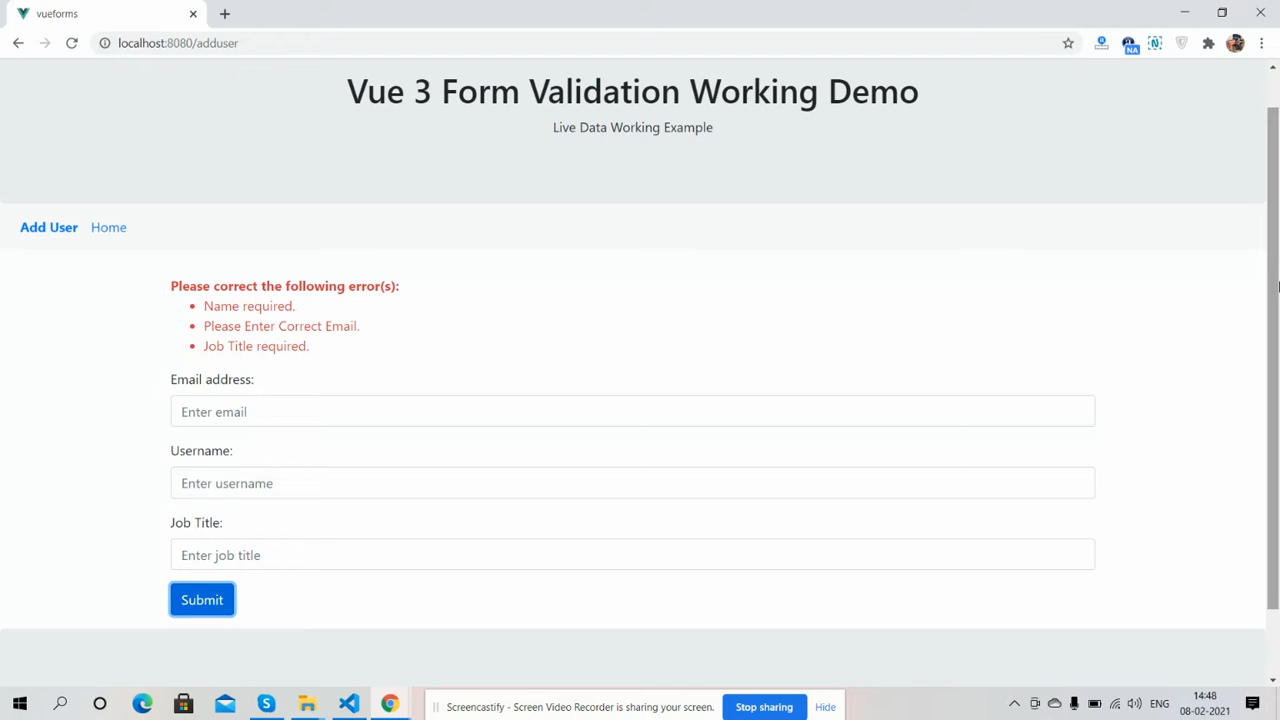 vueforms
localhost:8080/adduser
NA
Vue 3 Form Validation Working Demo
Live Data Working Example
Add User Home
Please correct the following error(s):
Name required.
Please Enter Correct Email.
Job Title required.
Email address:
Enter email
Username:
Enter username
Job Title:
Enter job title
Submit
Screencastify - Screen Video Recorder is sharing your screen. Stop sharing Hide
ENG
14:48
08-02-2021